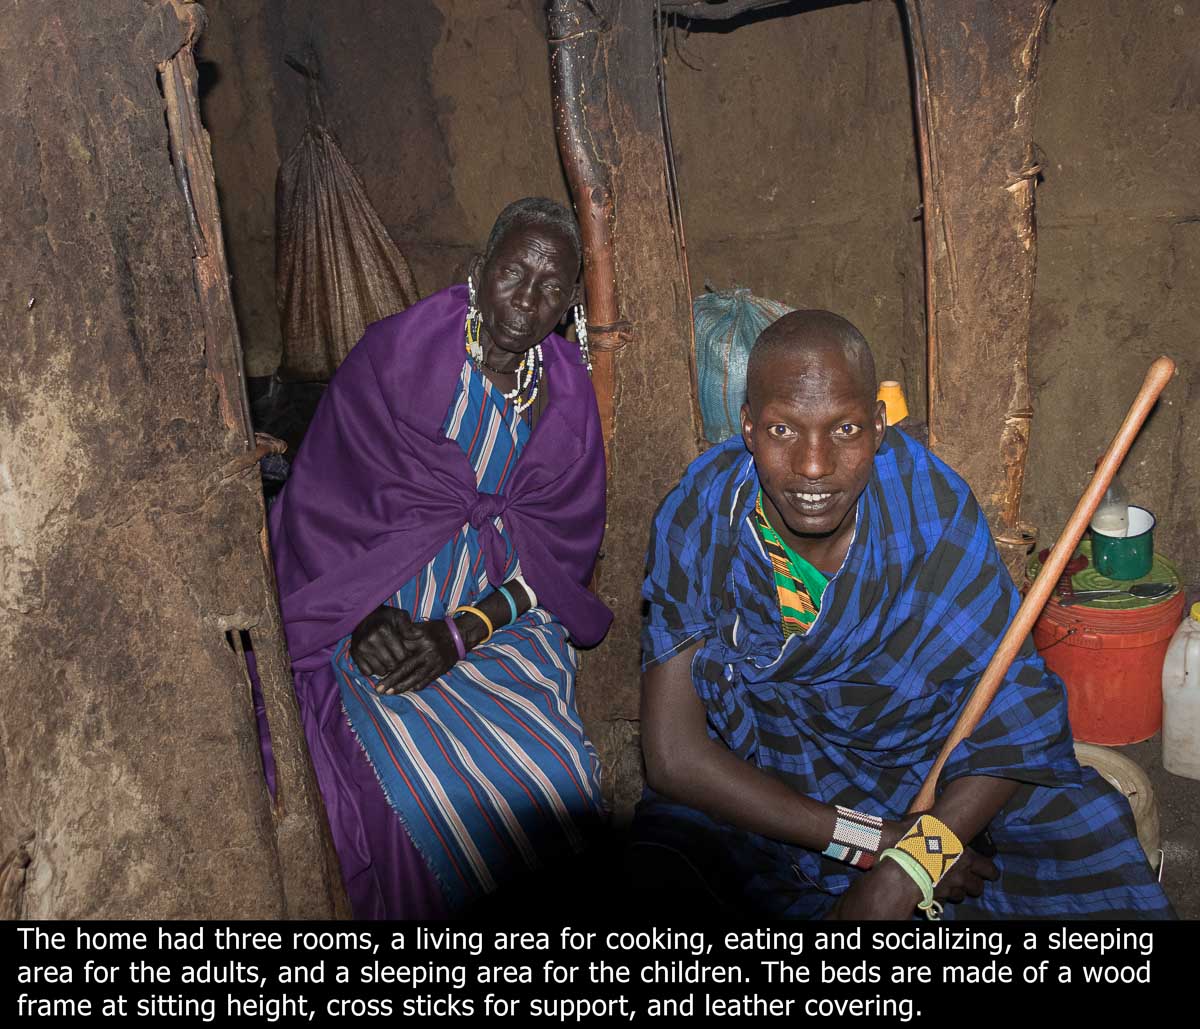 The home had three rooms, a living area for cooking, eating and socializing, a sleeping
area for the adults, and a sleeping area for the children. The beds are made of a wood
frame at sitting height, cross sticks for support, and leather covering.